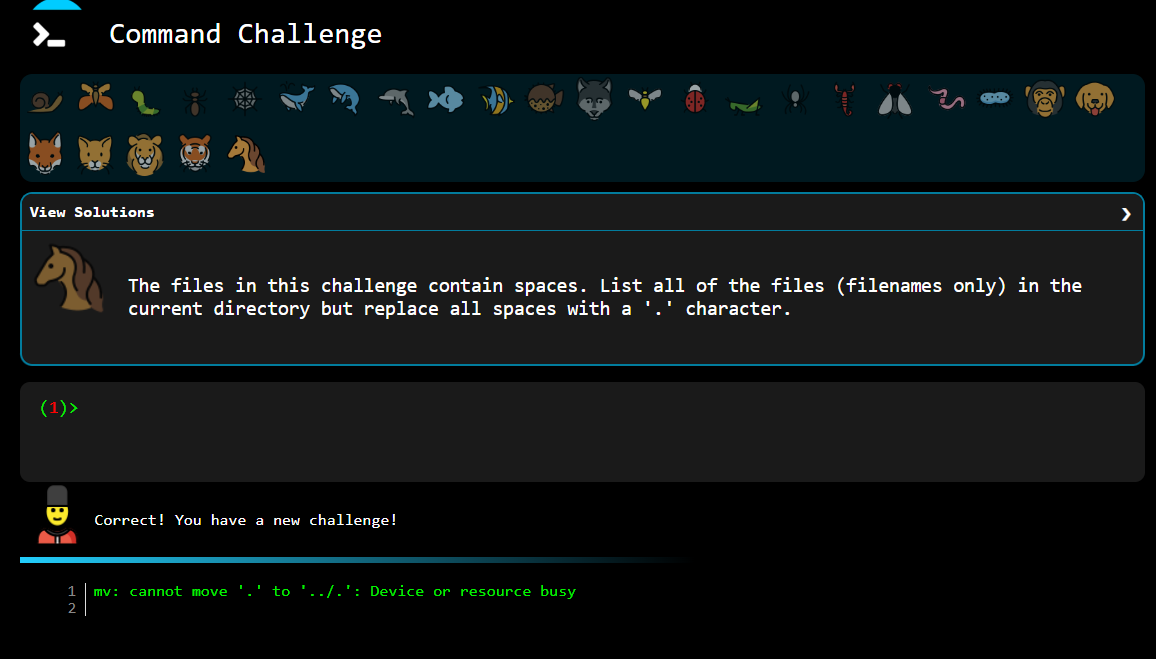 Command Challenge
View Solutions
The files in this challenge contain spaces. List all of the files (filenames only) in the
current directory but replace all spaces with a '.' character.
(1)>
Correct! You have a new challenge!
1 mv: cannot move '.' to '../.': Device or resource busy
2